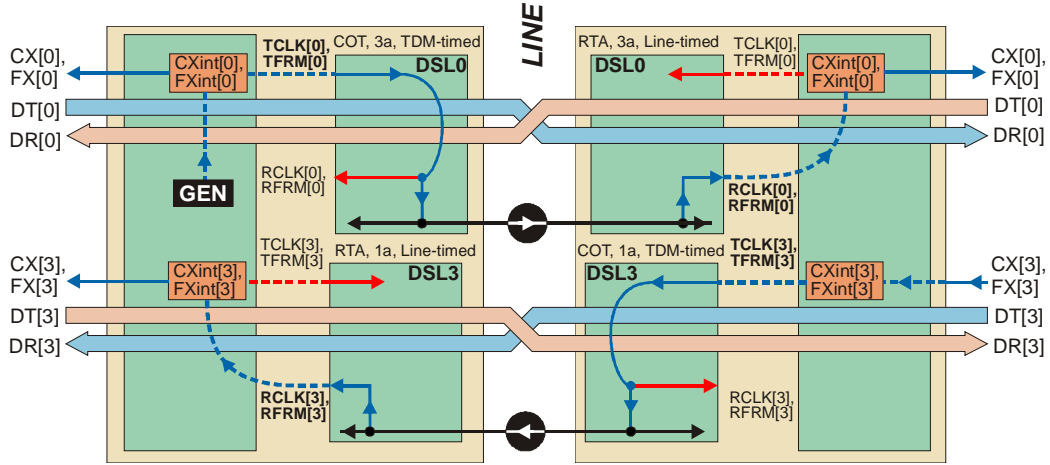 LINE
CX[0],
FX[0]
DT[0]
DR[0]
CXint[0],
FXint[0]
TCLK[0],
TFRM[0]
COT, 3a, TDM-timed
DSL0
GEN
RCLK[0],
RFRM[0]
RTA, 3a, Line-timed
DSL0
TCLK[0],
TFRM[0]
CXint[0],
FXint[0]
RCLK[0],
RFRM[0]
CX[0],
FX[0]
DT[0]
DR[0]
CX[3],
FX[3]
DT[3]
DR[3]
CXint[3],
FXint[3]
TCLK[3],
TFRM[3]
RTA, 1a, Line-timed
DSL3
RCLK[3],
RFRM[3]
COT, 1a, TDM-timed
DSL3
TCLK[3],
TFRM[3]
CXint[3],
FXint[3]
RCLK[3],
RFRM[3]
CX[3],
FX[3]
DT[3]
DR[3]